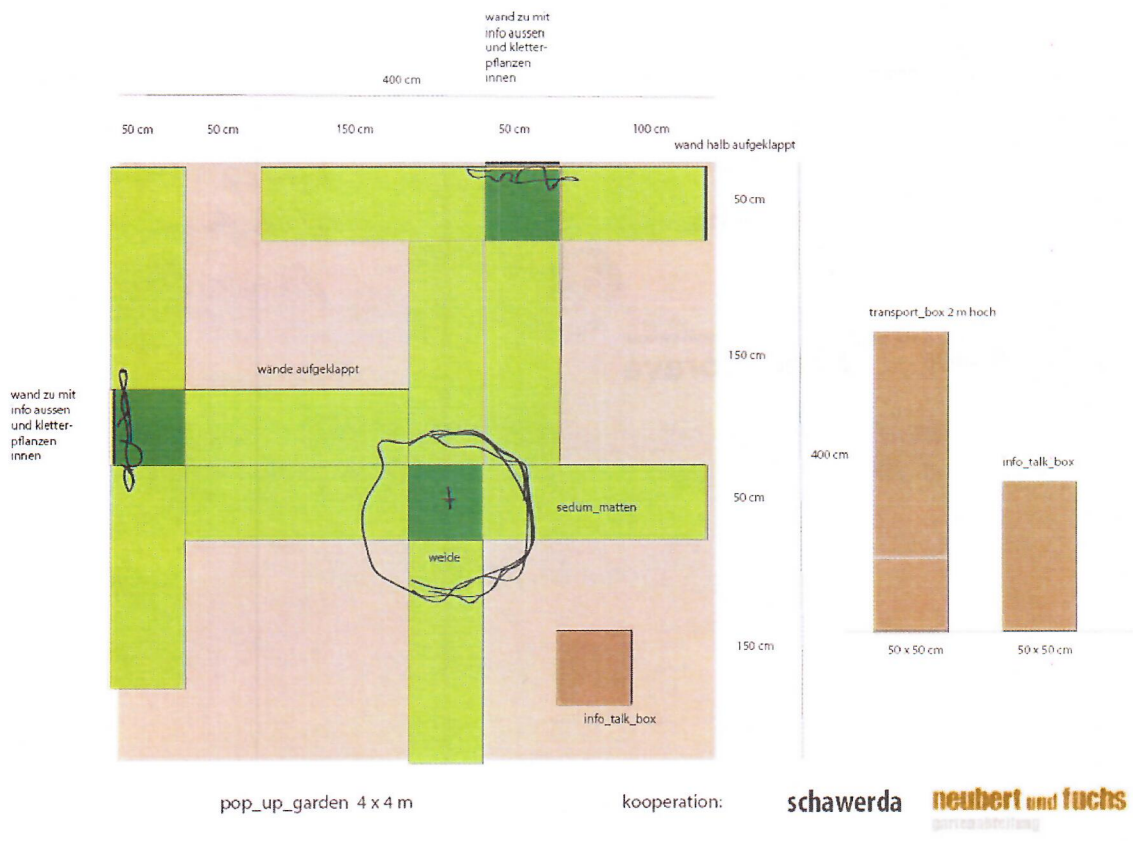 wand zu mit
info aussen
und kletter-
pflanzen
innen
400 cm
50 cm
50 cm
150 cm
50 cm
100 cm
wand halb aufgeklappt
50 cm
transport_box 2 m hoch
150 cm
wände aufgeklappt
wand zu mit
info aussen
und kletter-
pflanzen
innen
400 cm
info_talk_box
50 cm
sedum_matten
weide
150 cm
50 x 50 cm
50 x 50 cm
info_talk_box
pop_up_garden 4 x 4 m
kooperation:
schawerda
neubert und fuchs
gartenabteilung